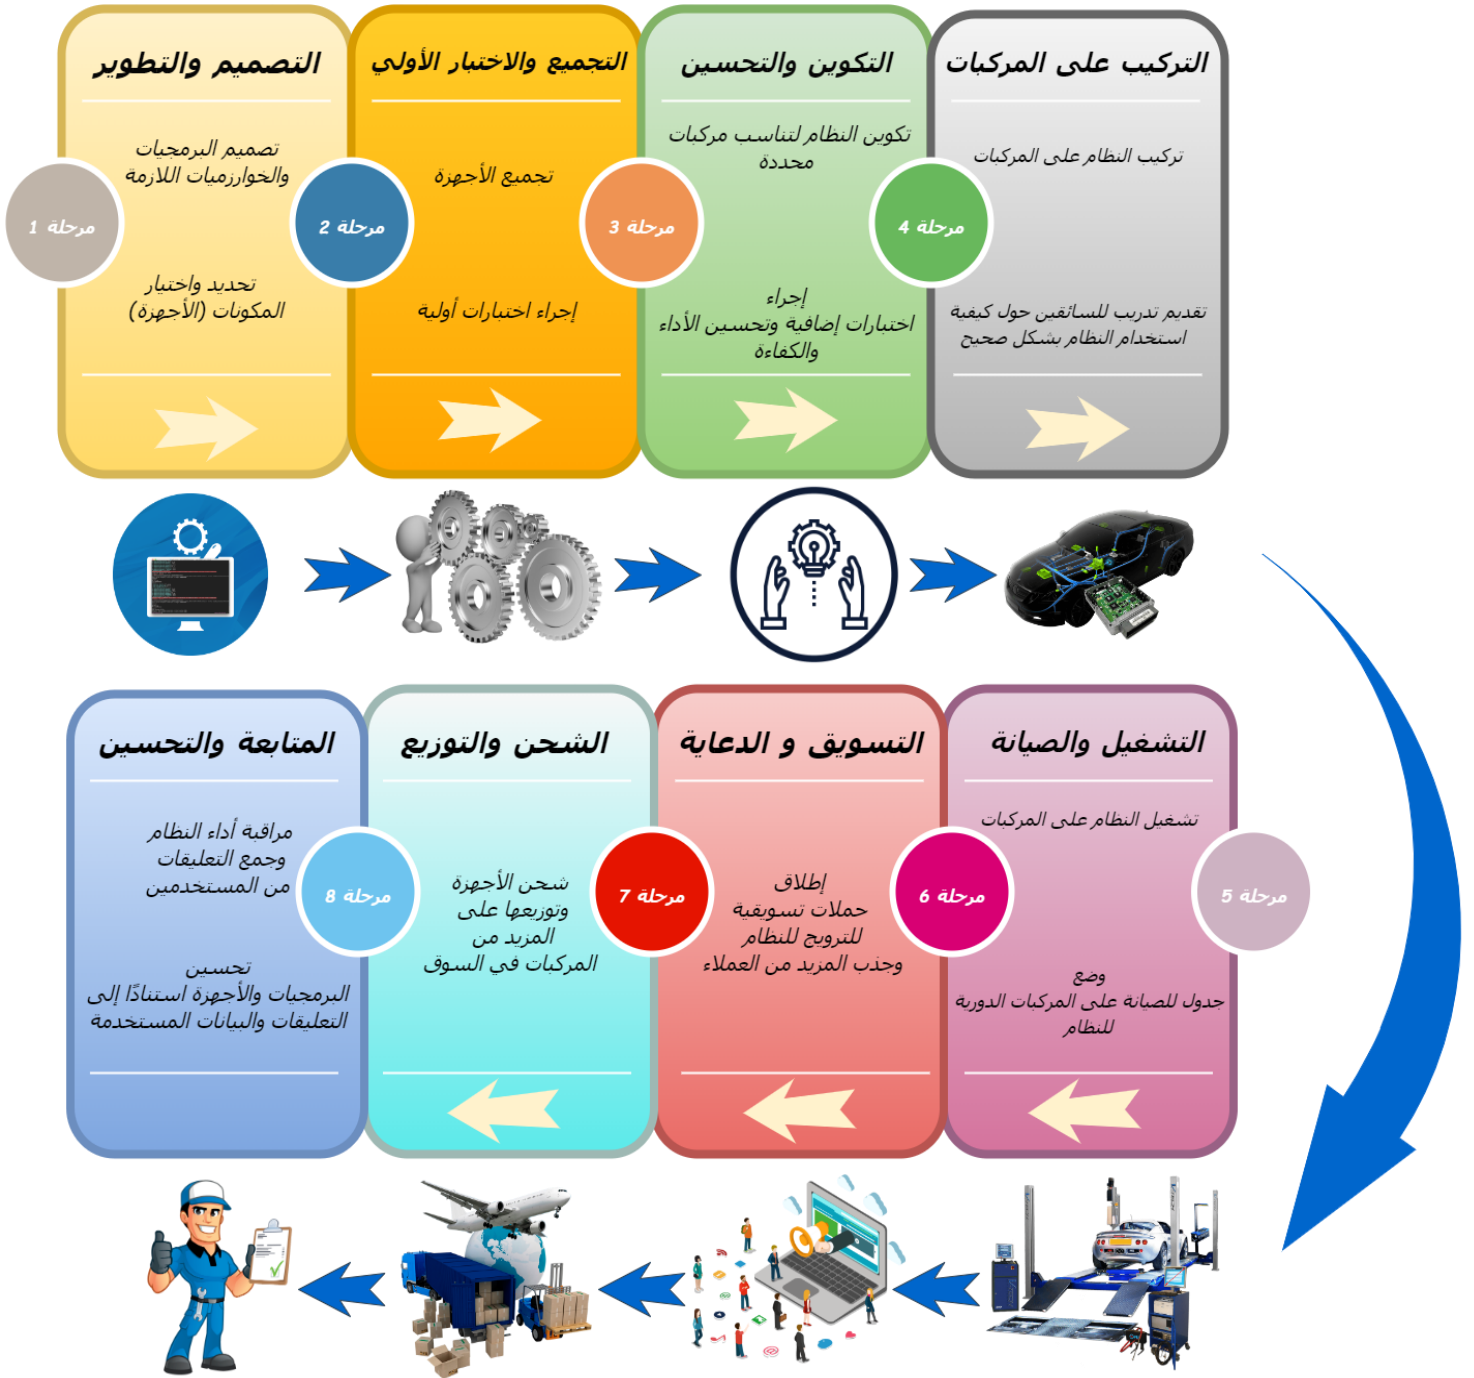 مرحلة 1
التصميم والتطوير
تصميم البرمجيات
والخوارزميات اللازمة
تحديد واختيار
المكونات (الأجهزة)
مرحلة 2
التجميع والاختبار الأولي
تجميع الأجهزة
إجراء اختبارات أولية
مرحلة 3
التكوين والتحسين
تكوين النظام لتناسب مركبات
محددة
إجراء
اختبارات إضافية وتحسين الأداء
والكفاءة
مرحلة 4
التركيب على المركبات
تركيب النظام على المركبات
تقديم تدريب للسائقين حول كيفية
استخدام النظام بشكل صحيح
مرحلة 5
التشغيل والصيانة
تشغيل النظام على المركبات
وضع
جدول للصيانة على المركبات الدورية
للنظام
مرحلة 6
التسويق و الدعاية
إطلاق
حملات تسويقية
للترويج للنظام
وجذب المزيد من العملاء
مرحلة 7
الشحن والتوزيع
شحن الأجهزة
وتوزيعها على
المزيد من
المركبات في السوق
مرحلة 8
المتابعة والتحسين
مراقبة أداء النظام
وجمع التعليقات
من المستخدمين
تحسين
البرمجيات والأجهزة استنادًا إلى
التعليقات والبيانات المستخدمة